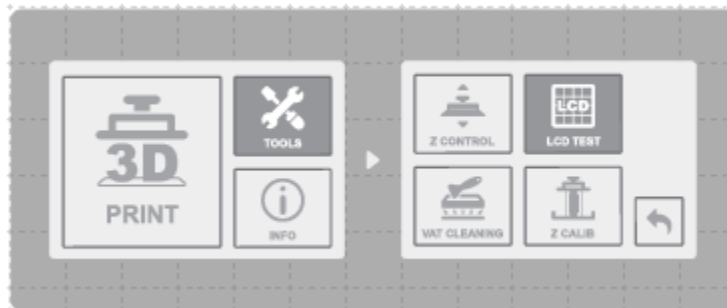 3D
PRINT
TOOLS
INFO
Z CONTROL
LCD
LCD TEST
VAT CLEANING
Z CALIB